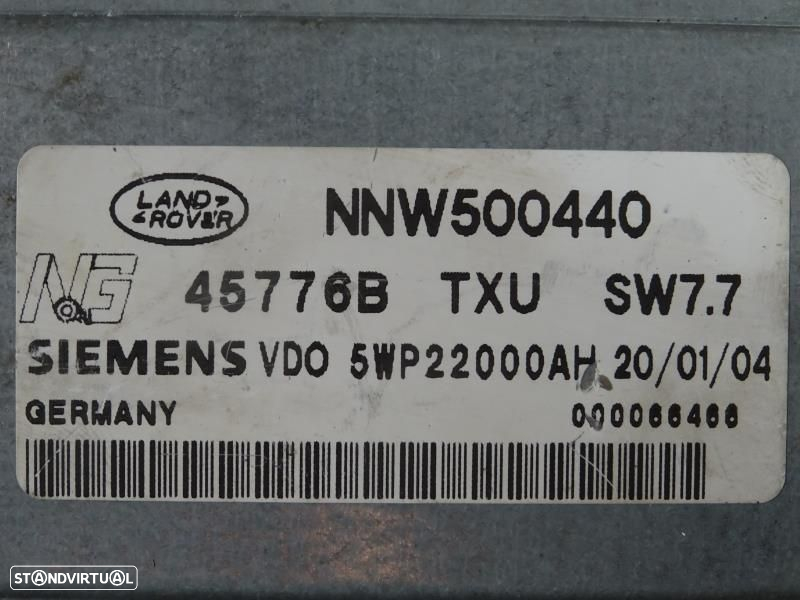 LAND ROVER
NNW500440
NG
45776B TXU SW7.7
SIEMENS VDO 5WP22000AH 20/01/04
GERMANY
000066466
STANDVIRTUAL